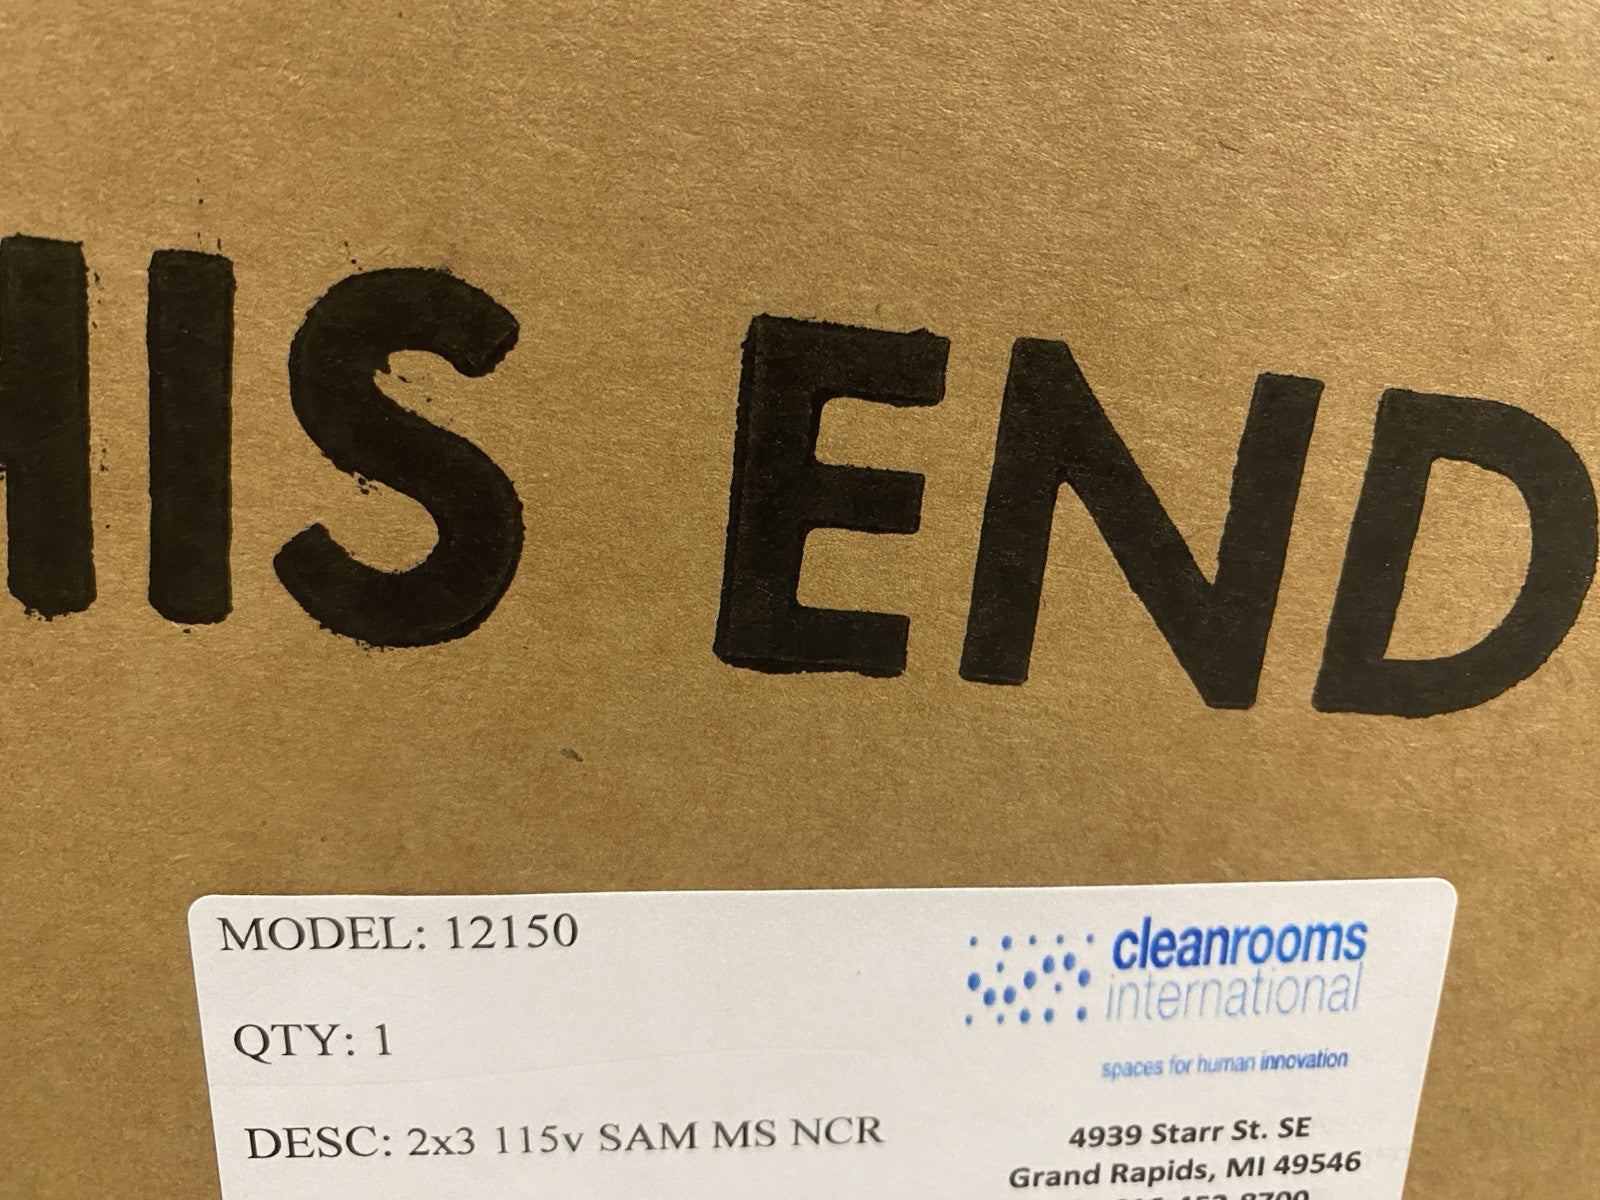 HIS END
MODEL: 12150
QTY: 1
DESC: 2x3 115v SAM MS NCR
cleanrooms
international
spaces for human innovation
4939 Starr St. SE
Grand Rapids, MI 49546